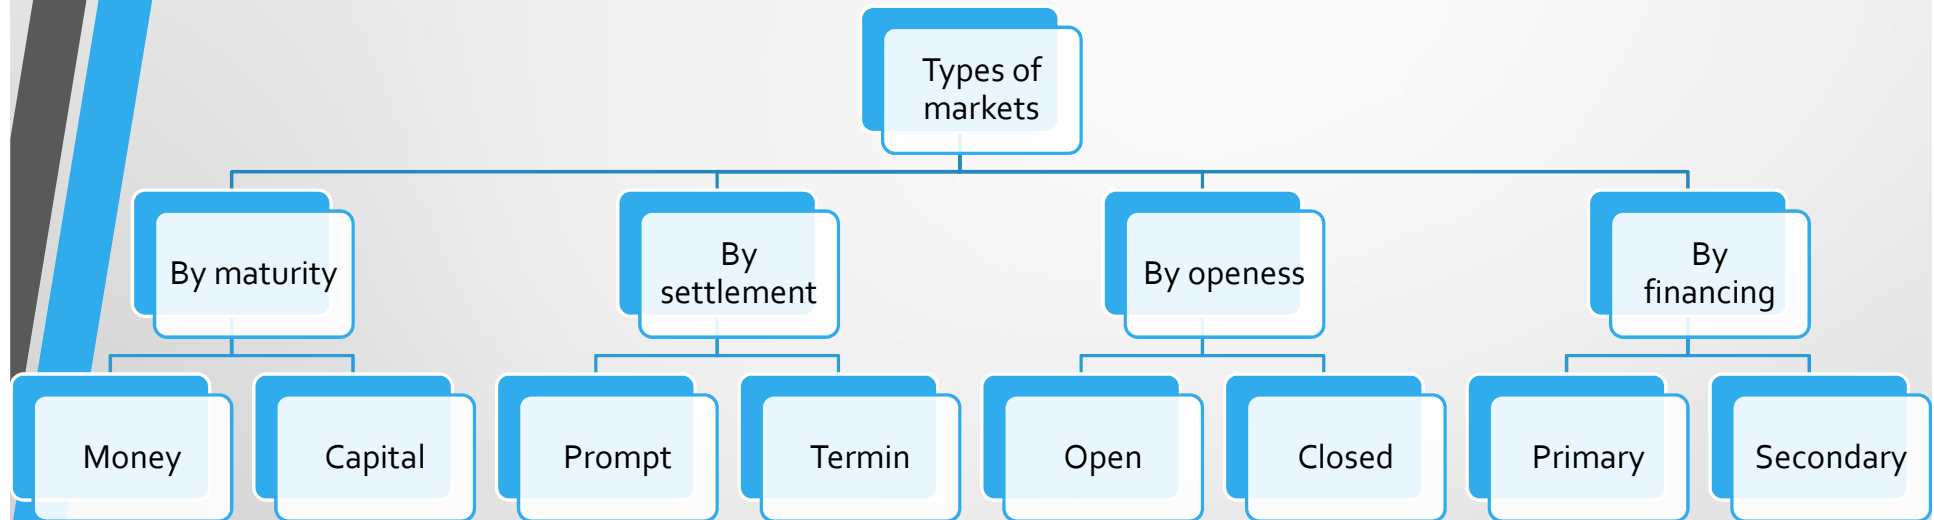 Types of
markets
By maturity
By
settlement
By openess
By
financing
Money
Capital
Prompt
Termin
Open
Closed
Primary
Secondary